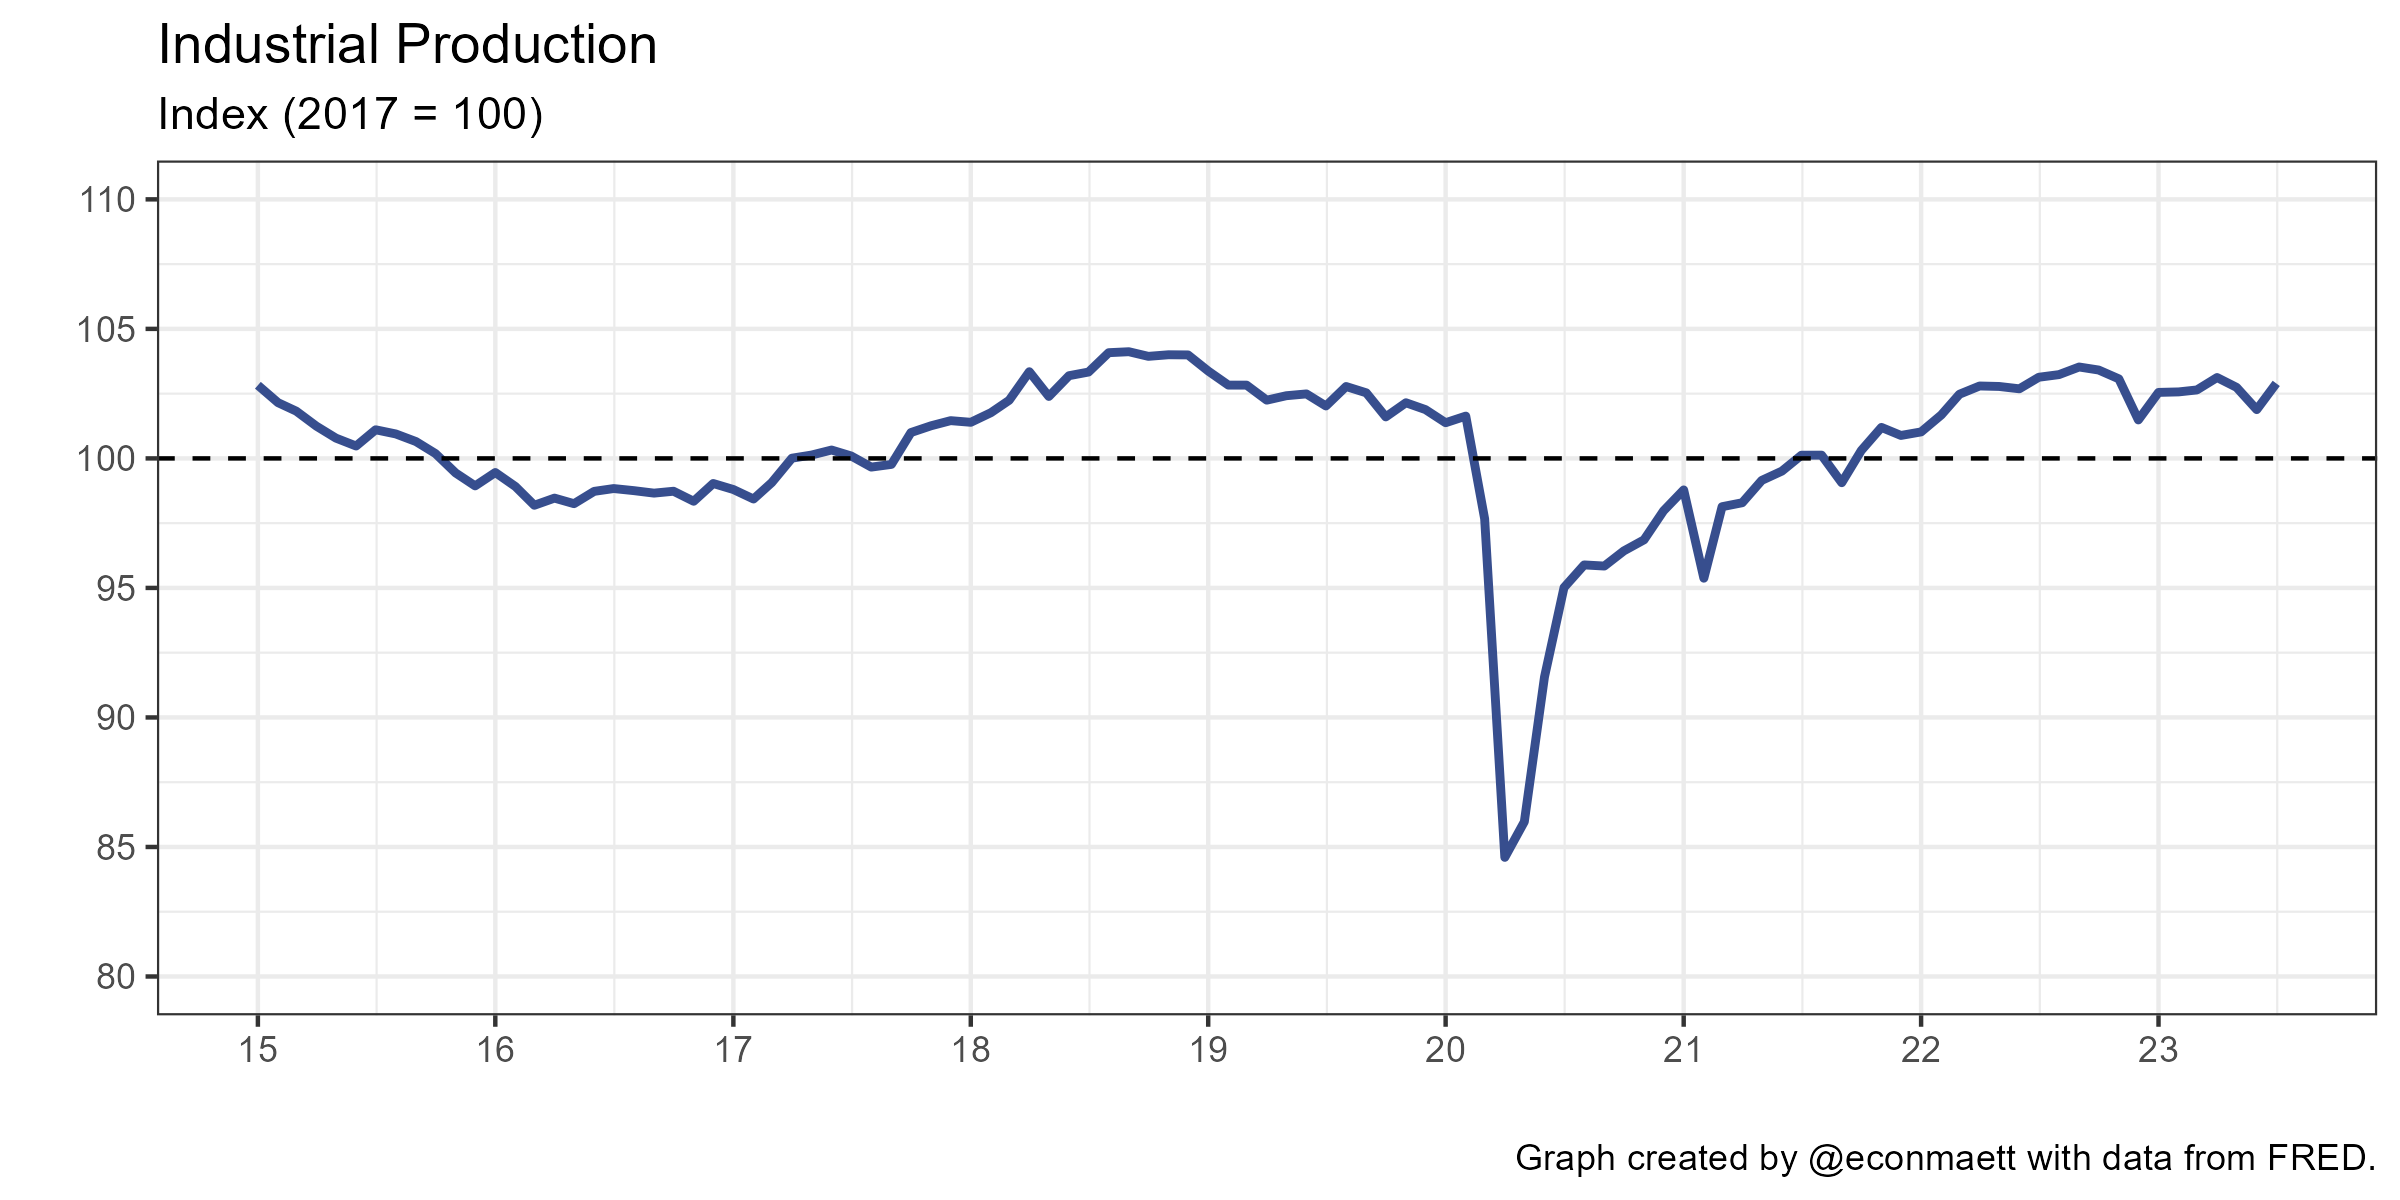 Industrial Production
Index (2017 = 100)
110
105
100
95
90
85
80
15 16 17 18 19 20 21 22 23
Graph created by @econmaett with data from FRED.